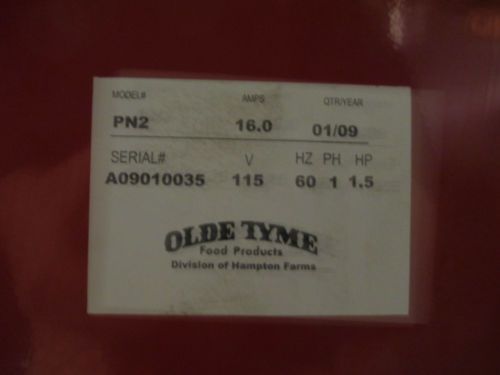 MODEL# AMPS QTR/YEAR
PN2 16.0 01/09
SERIAL# V HZ PH HP
A09010035 115 60 1 1.5
OLDE TYME
Food Products
Division of Hampton Farms